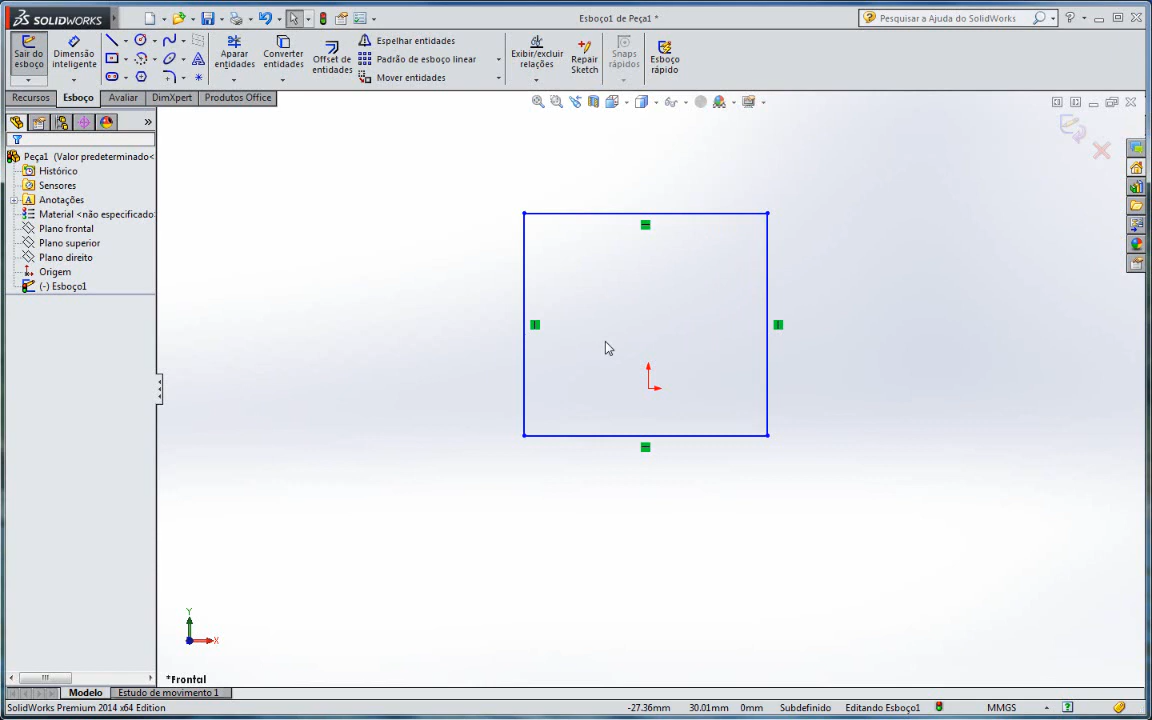 SOLIDWORKS
Esboço1 de Peça1 *
Pesquisar a Ajuda do SolidWorks
Sair do esboço
Dimensão inteligente
Aparar entidades
Converter entidades
Offset de entidades
Espelhar entidades
Padrão de esboço linear
Mover entidades
Exibir/excluir relações
Repair Sketch
Snaps rápidos
Esboço rápido
Recursos
Esboço
Avaliar
DimXpert
Produtos Office
Peça1 (Valor predeterminado<
Histórico
Sensores
Anotações
Material <não especificado>
Plano frontal
Plano superior
Plano direito
Origem
(-) Esboço1
Y
X
*Frontal
Modelo
Estudo de movimento 1
SolidWorks Premium 2014 x64 Edition
-27.36mm
30.01mm
0mm
Subdefinido
Editando Esboço1
MMGS